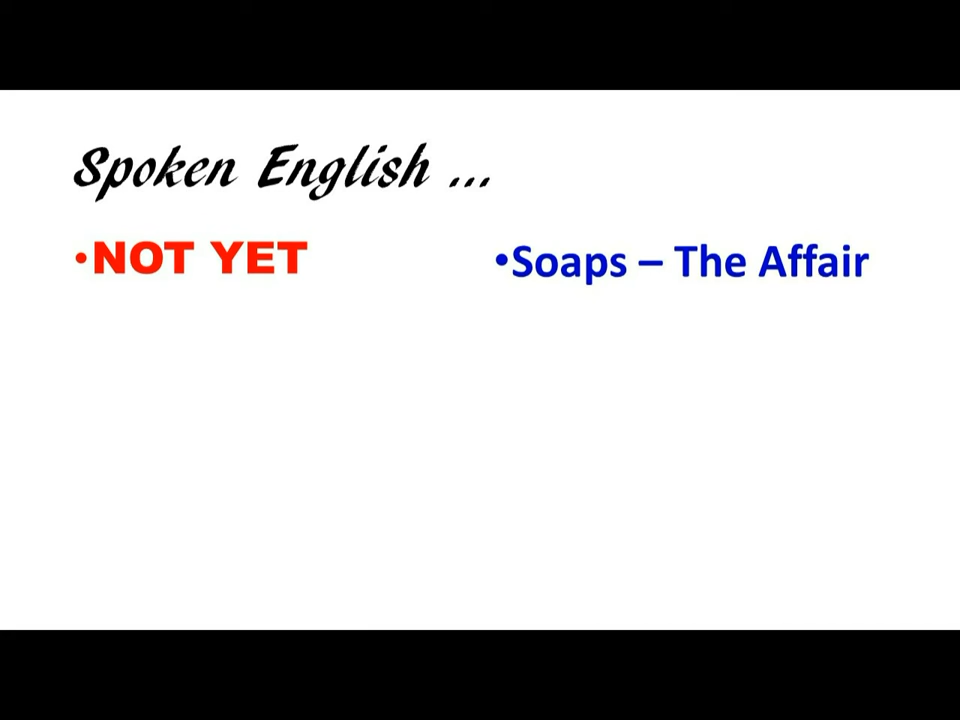 Spoken English ...
•NOT YET
•Soaps – The Affair